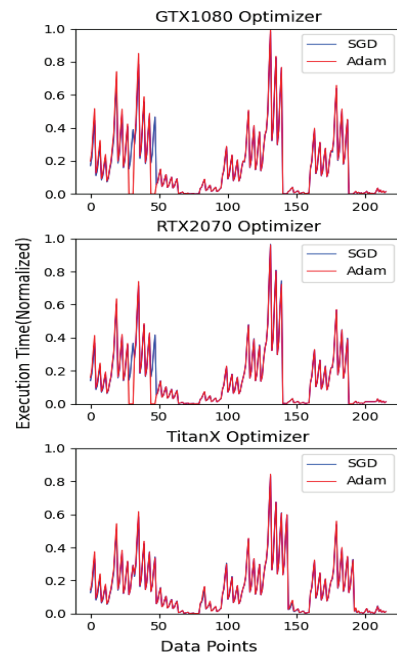 GTX1080 Optimizer
1.0
0.8
0.6
0.4
0.2
0.0
SGD
Adam
0 50 100 150 200
RTX2070 Optimizer
1.0
0.8
0.6
0.4
0.2
0.0
SGD
Adam
0 50 100 150 200
Execution Time(Normalized)
TitanX Optimizer
1.0
0.8
0.6
0.4
0.2
0.0
SGD
Adam
0 50 100 150 200
Data Points